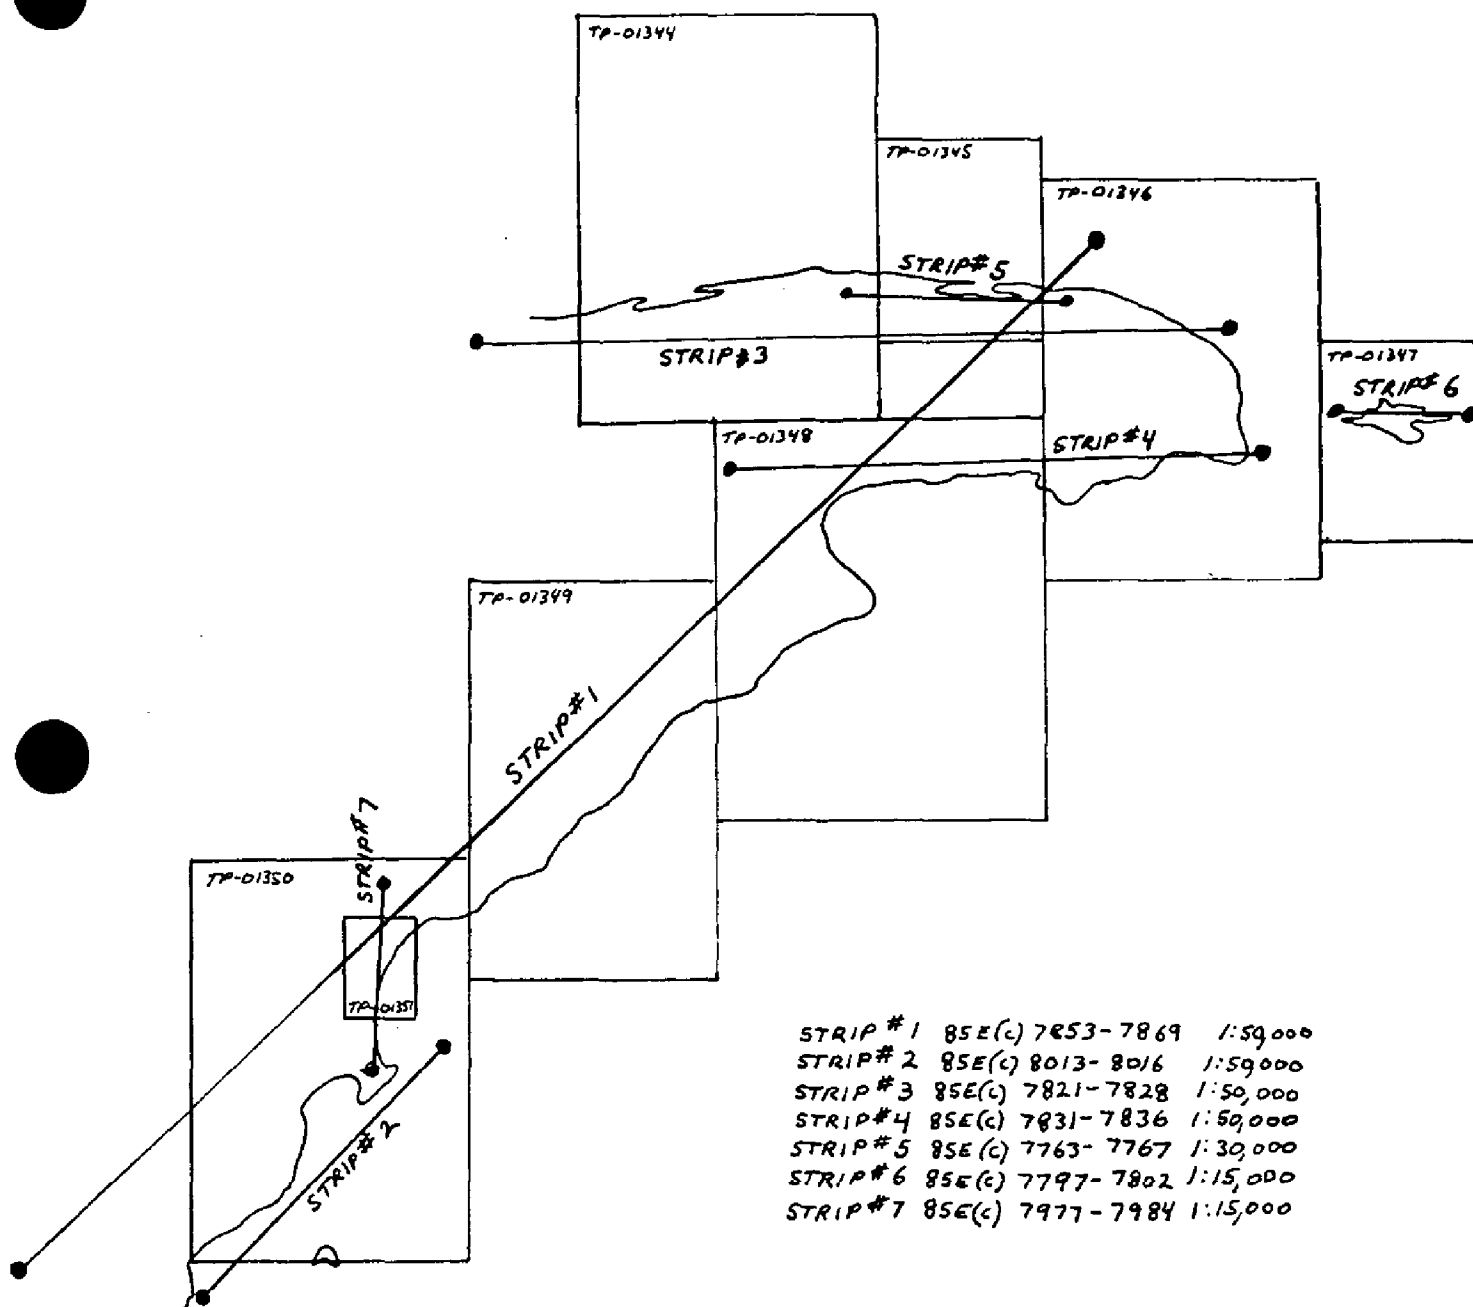 TP-01344
TP-01345
TP-01346
STRIP#5
TP-01347
STRIP#3
STRIP#6
TP-01348
STRIP#4
TP-01349
STRIP#1
STRIP#7
TP-01350
TP-01351
STRIP#2
STRIP #1 85E(C) 7853-7869 1:50,000
STRIP #2 85E(C) 8013-8016 1:50,000
STRIP #3 85E(C) 7821-7828 1:50,000
STRIP #4 85E(C) 7831-7836 1:50,000
STRIP #5 85E(C) 7763-7767 1:30,000
STRIP #6 85E(C) 7797-7802 1:15,000
STRIP #7 85E(C) 7977-7984 1:15,000